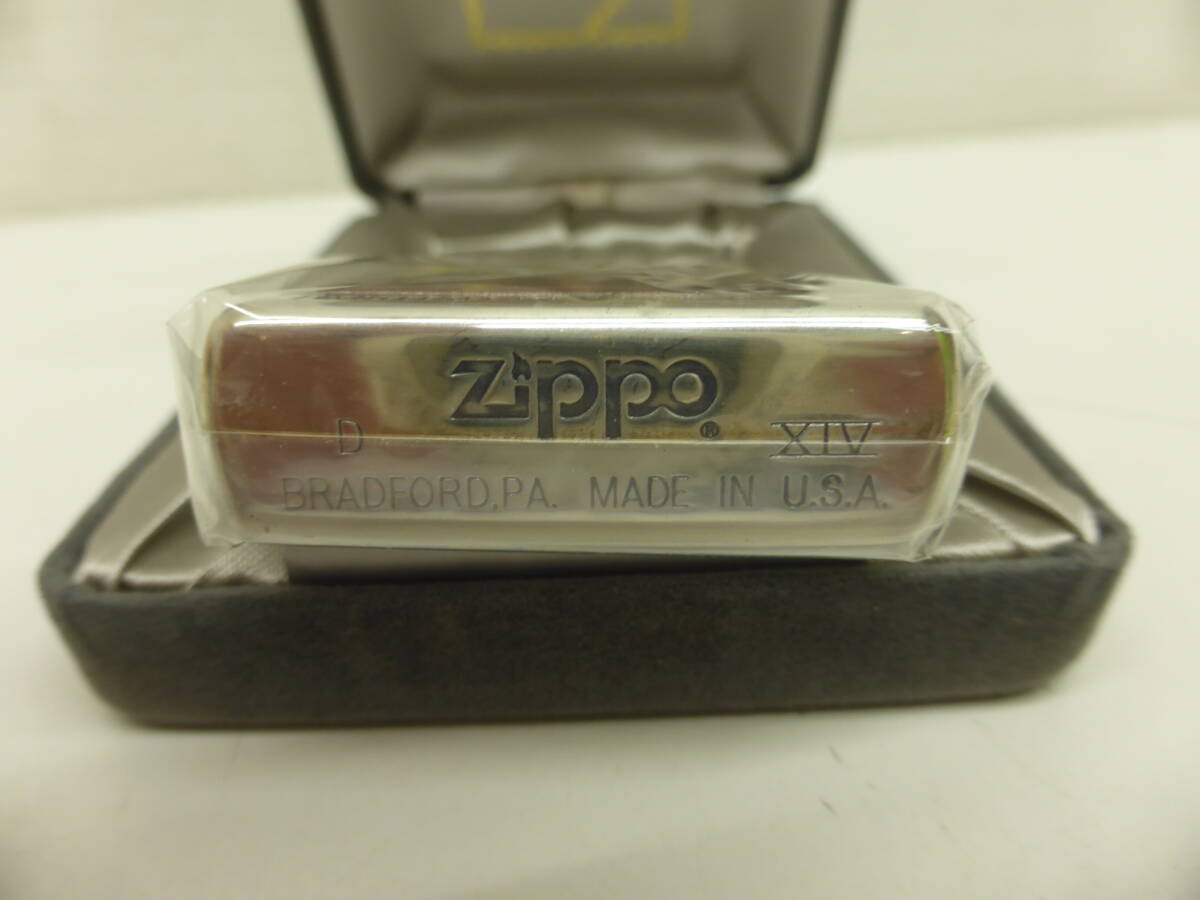 Zippo®
D XIV
BRADFORD,PA. MADE IN U.S.A.